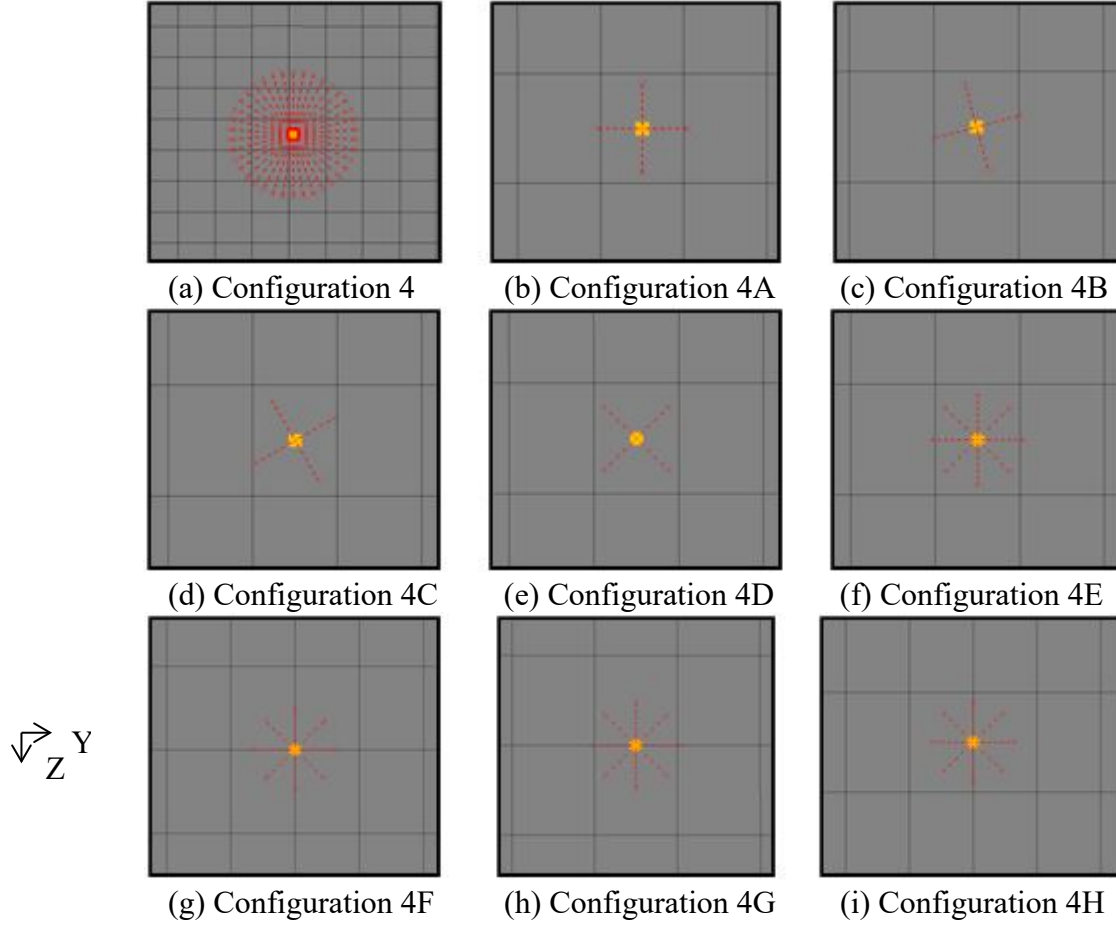 (a) Configuration 4
(b) Configuration 4A
(c) Configuration 4B
(d) Configuration 4C
(e) Configuration 4D
(f) Configuration 4E
Y
Z
(g) Configuration 4F
(h) Configuration 4G
(i) Configuration 4H